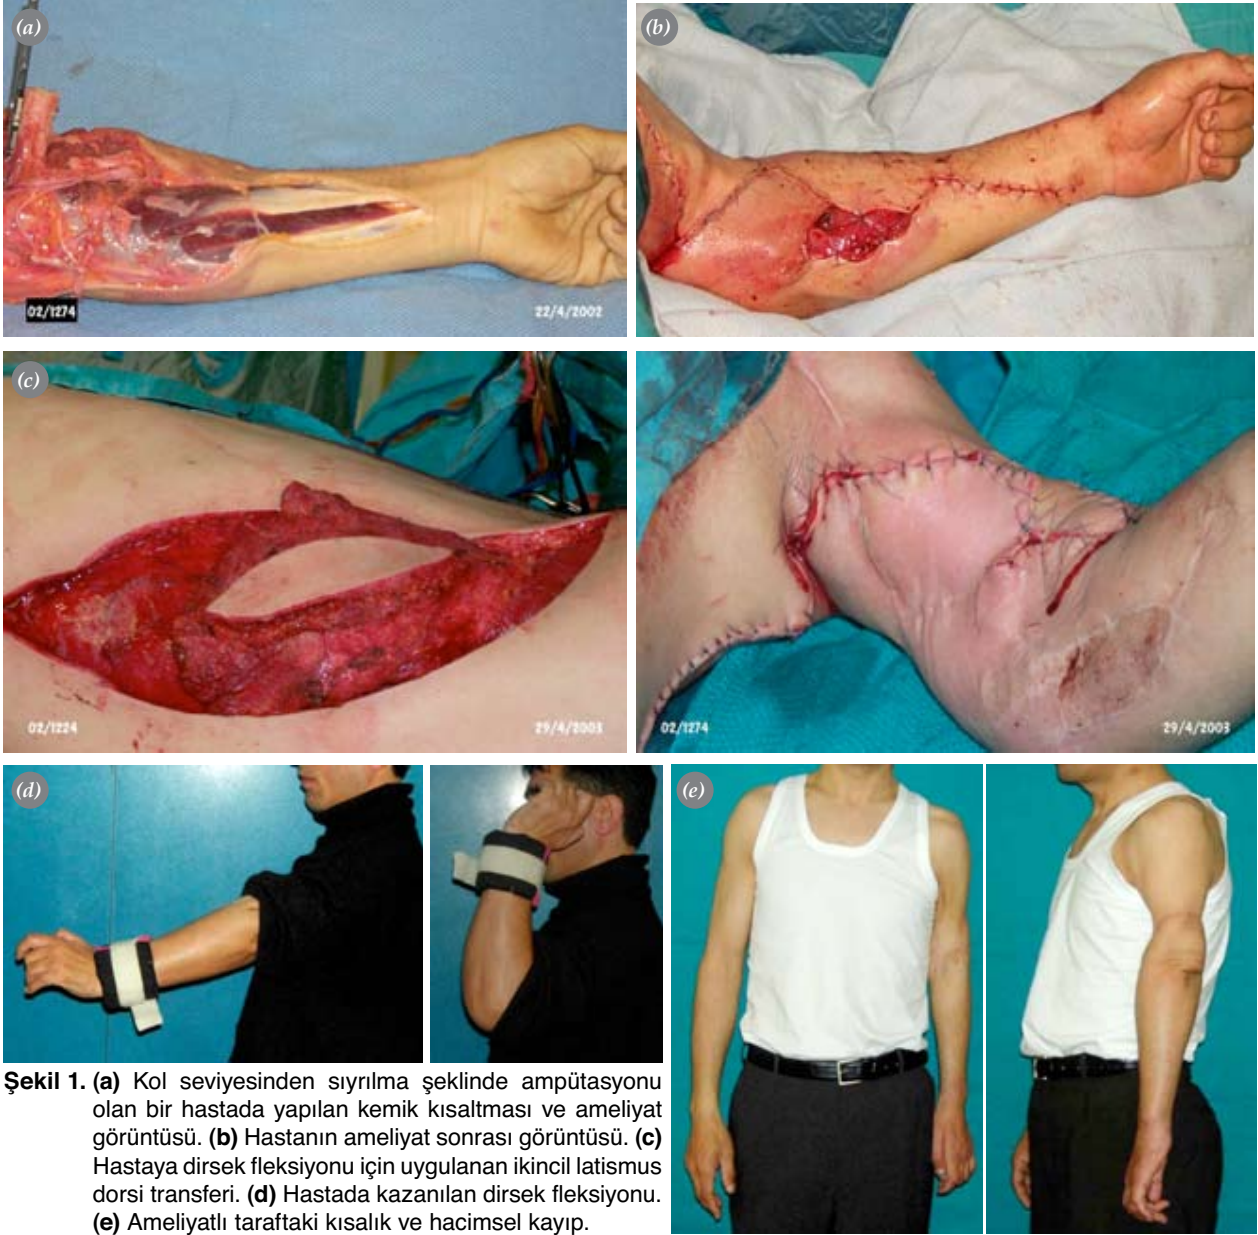 (a)
02/1274
22/4/2002
(b)
(c)
02/1224
29/4/2003
02/1274
29/4/2003
(d)
(e)
Şekil 1. (a) Kol seviyesinden sıyrılma şeklinde ampütasyonu
olan bir hastada yapılan kemik kısaltması ve ameliyat
görüntüsü. (b) Hastanın ameliyat sonrası görüntüsü. (c)
Hastaya dirsek fleksiyonu için uygulanan ikincil latismus
dorsi transferi. (d) Hastada kazanılan dirsek fleksiyonu.
(e) Ameliyatlı taraftaki kısalık ve hacimsel kayıp.